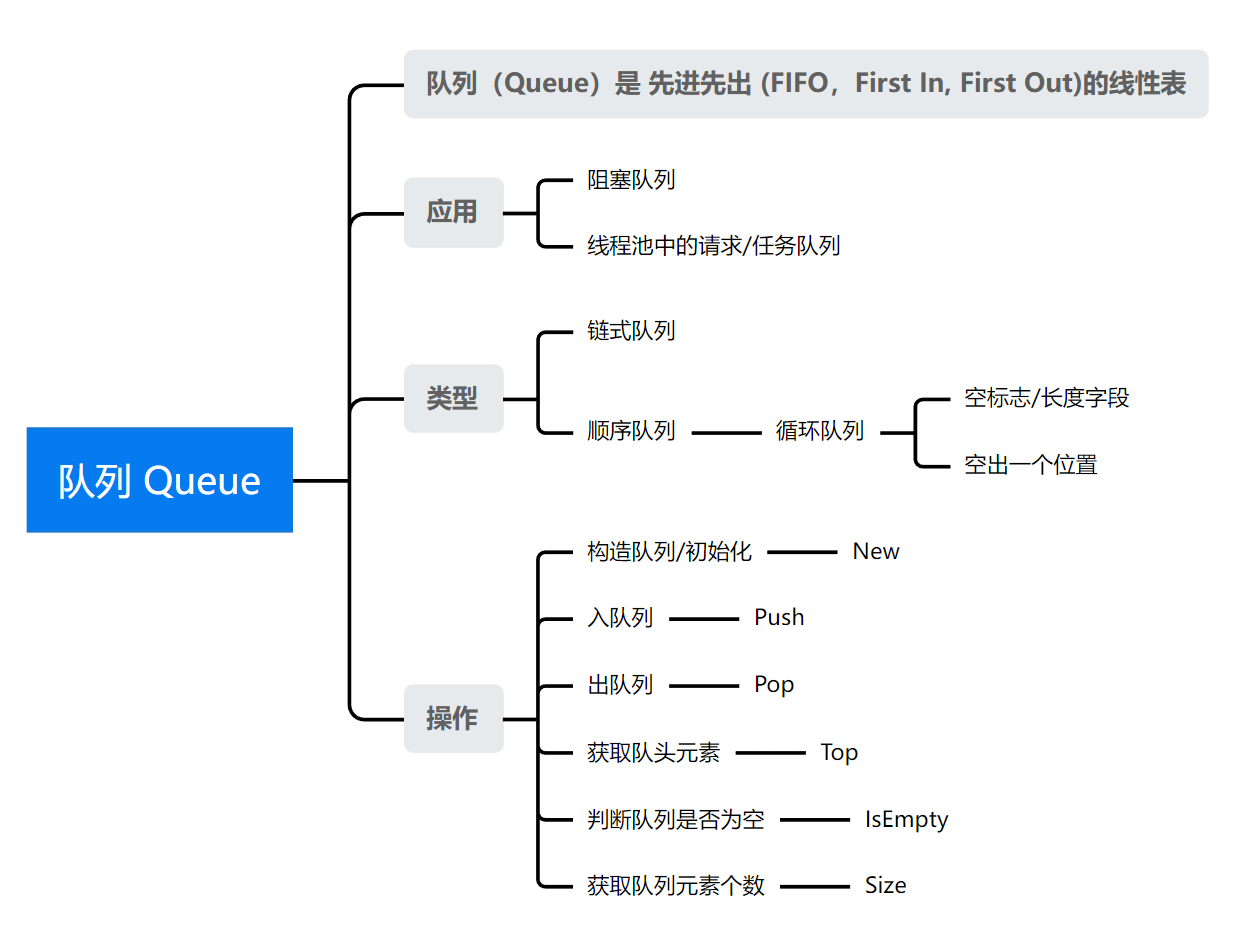 队列（Queue）是 先进先出 (FIFO，First In, First Out)的线性表
应用
阻塞队列
线程池中的请求/任务队列
类型
链式队列
顺序队列
循环队列
空标志/长度字段
空出一个位置
队列 Queue
操作
构造队列/初始化
New
入队列
Push
出队列
Pop
获取队头元素
Top
判断队列是否为空
IsEmpty
获取队列元素个数
Size